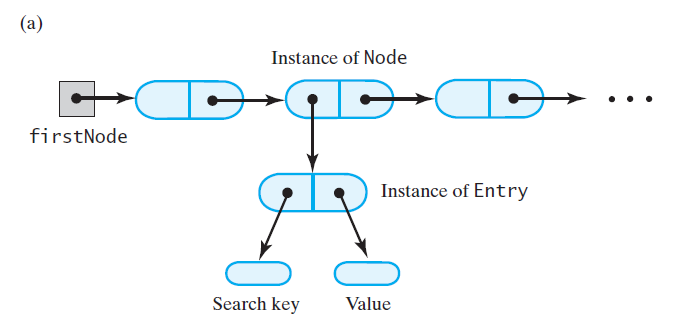 (a)
Instance of Node
firstNode
Instance of Entry
Search key
Value